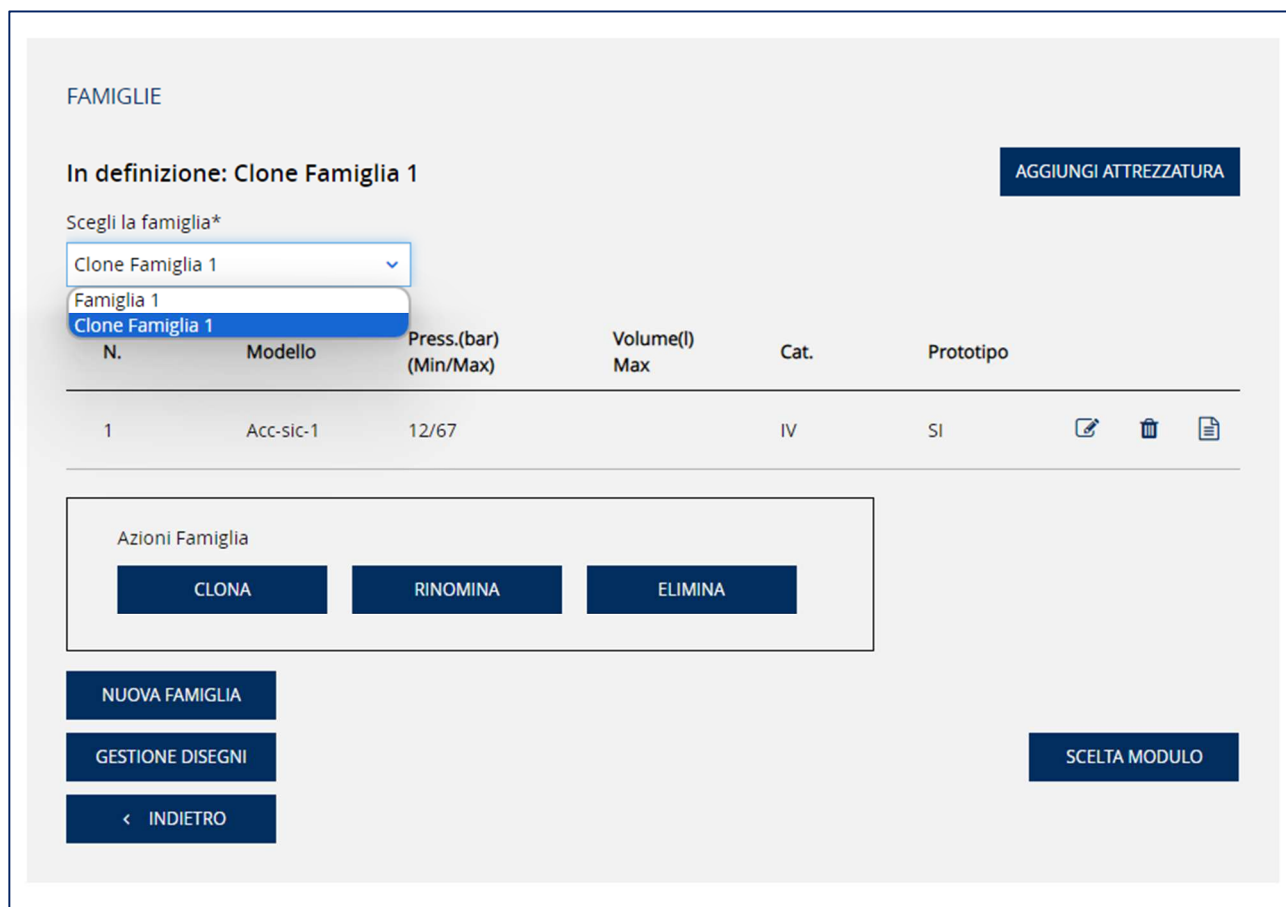 FAMIGLIE
In definizione: Clone Famiglia 1
AGGIUNGI ATTREZZATURA
Scegli la famiglia*
Clone Famiglia 1
Famiglia 1
Clone Famiglia 1
N. Modello Press.(bar) (Min/Max) Volume(l) Max Cat. Prototipo
1 Acc-sic-1 12/67 IV SI
Azioni Famiglia
CLONA RINOMINA ELIMINA
NUOVA FAMIGLIA
GESTIONE DISEGNI SCELTA MODULO
< INDIETRO